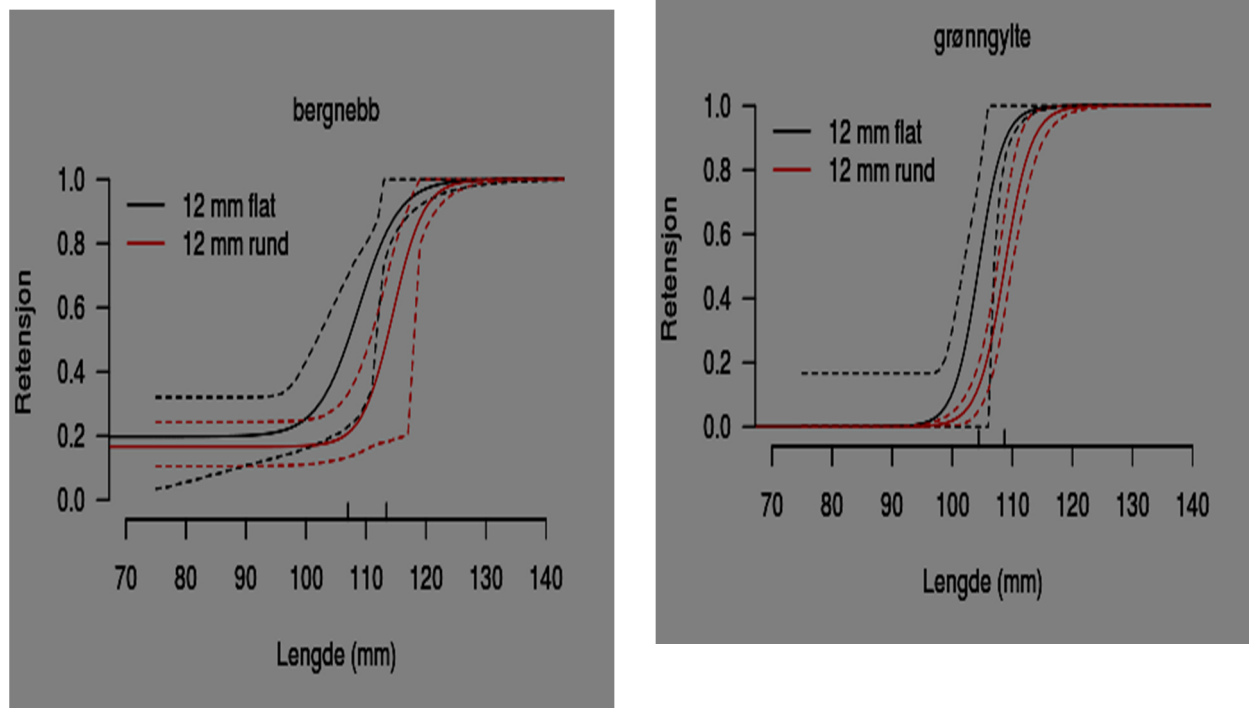 bergnebb
1.0
0.8
0.6
0.4
0.2
0.0
Retensjon
12 mm flat
12 mm rund
70 80 90 100 110 120 130 140
Lengde (mm)
grønngylte
1.0
0.8
0.6
0.4
0.2
0.0
Retensjon
12 mm flat
12 mm rund
70 80 90 100 110 120 130 140
Lengde (mm)